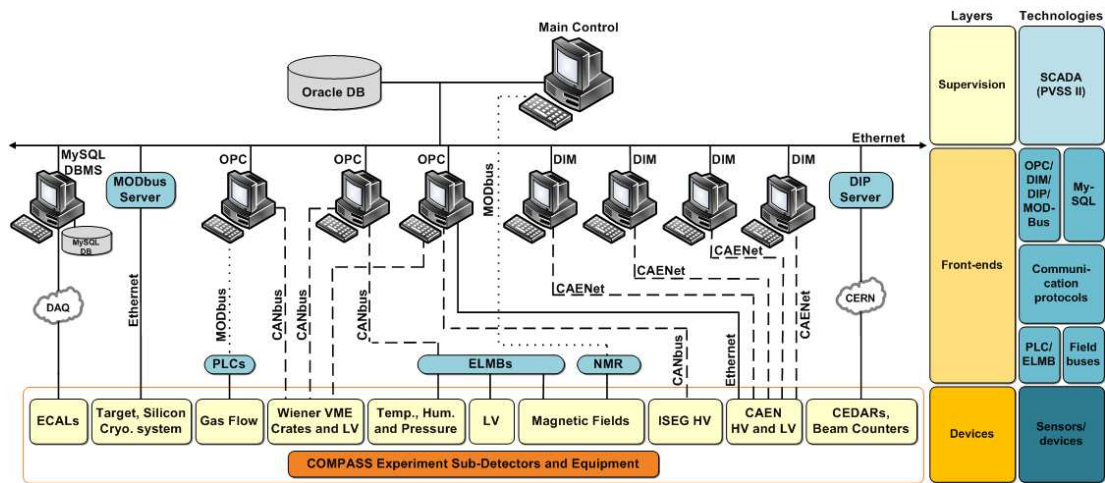 Main Control
Oracle DB
Ethernet
MySQL
DBMS
MySQL
DB
DAQ
MODbus
Server
Ethernet
OPC
OPC
OPC
MODbus
DIM
DIM
DIM
DIM
DIP
Server
CERN
MODbus
CANbus
CANbus
CANbus
CAENet
CAENet
CAENet
CAENet
CANbus
Ethernet
PLCs
ELMBs
NMR
ECALs
Target, Silicon
Cryo. system
Gas Flow
Wiener VME
Crates and LV
Temp., Hum.
and Pressure
LV
Magnetic Fields
ISEG HV
CAEN
HV and LV
CEDARs,
Beam Counters
COMPASS Experiment Sub-Detectors and Equipment
Layers
Supervision
Front-ends
Devices
Technologies
SCADA
(PVSS II)
OPC/
DIM/
DIP/
MOD-
Bus
My-
SQL
Communi-
cation
protocols
PLC/
ELMB
Field
buses
Sensors/
devices